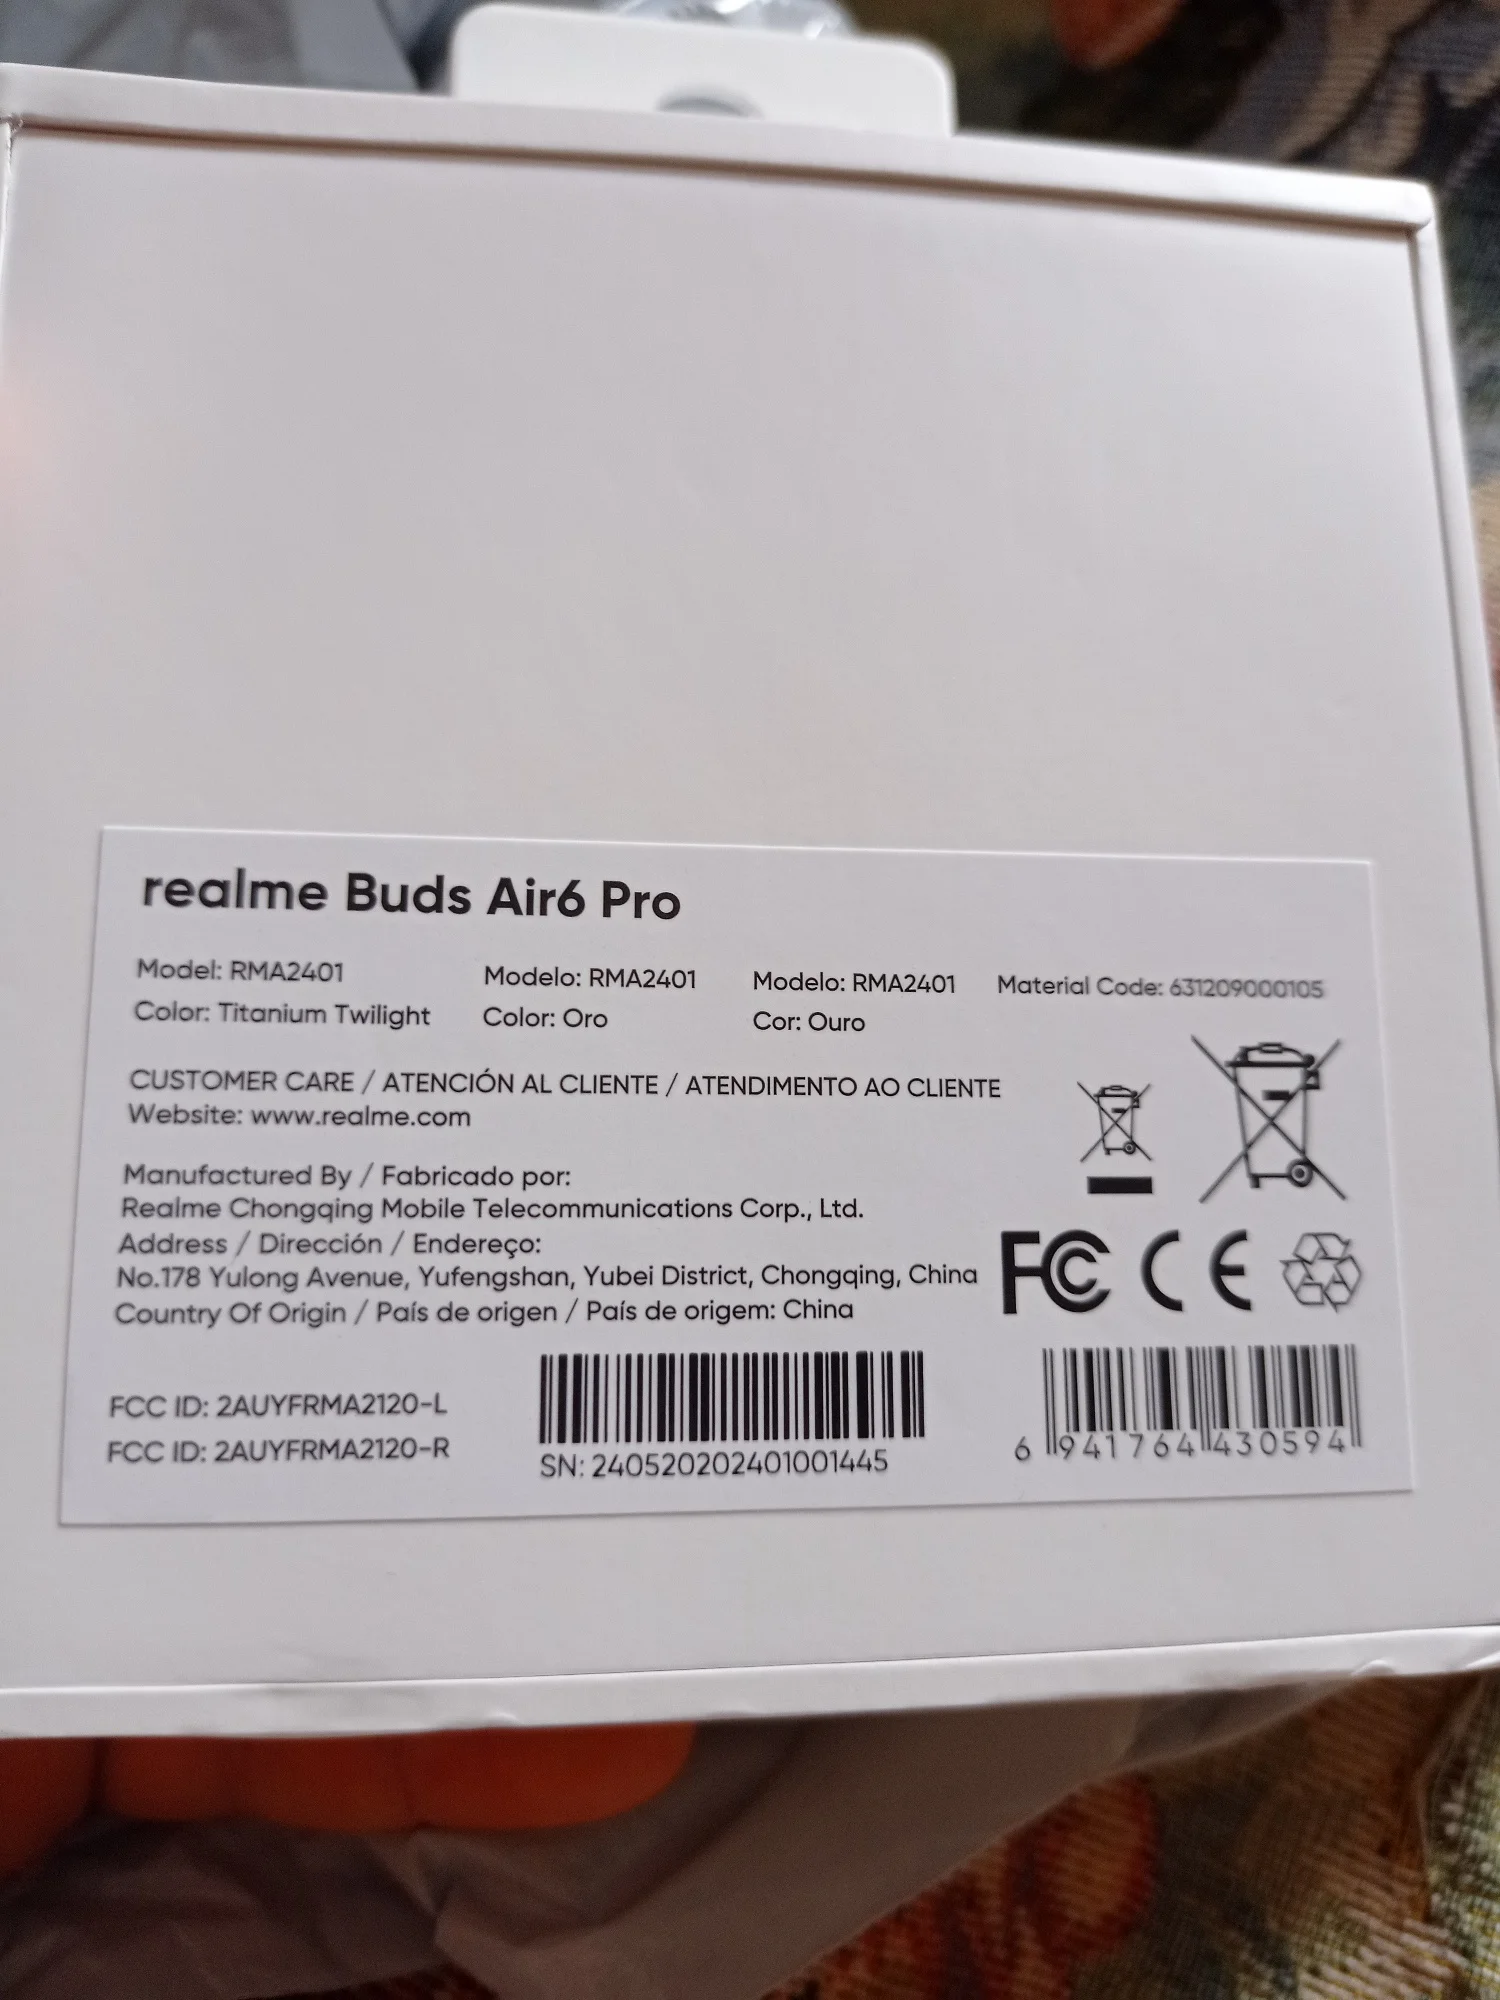 realme Buds Air6 Pro
Model: RMA2401 Modelo: RMA2401 Modelo: RMA2401 Material Code: 631209000105
Color: Titanium Twilight Color: Oro Cor: Ouro
CUSTOMER CARE / ATENCIÓN AL CLIENTE / ATENDIMENTO AO CLIENTE
Website: www.realme.com
Manufactured By / Fabricado por:
Realme Chongqing Mobile Telecommunications Corp., Ltd.
Address / Dirección / Endereço:
No.178 Yulong Avenue, Yufengshan, Yubei District, Chongqing, China
Country Of Origin / País de origen / País de origem: China
FC CE
FCC ID: 2AUYFRMA2120-L
FCC ID: 2AUYFRMA2120-R
SN: 240520202401001445
6 941764 430594